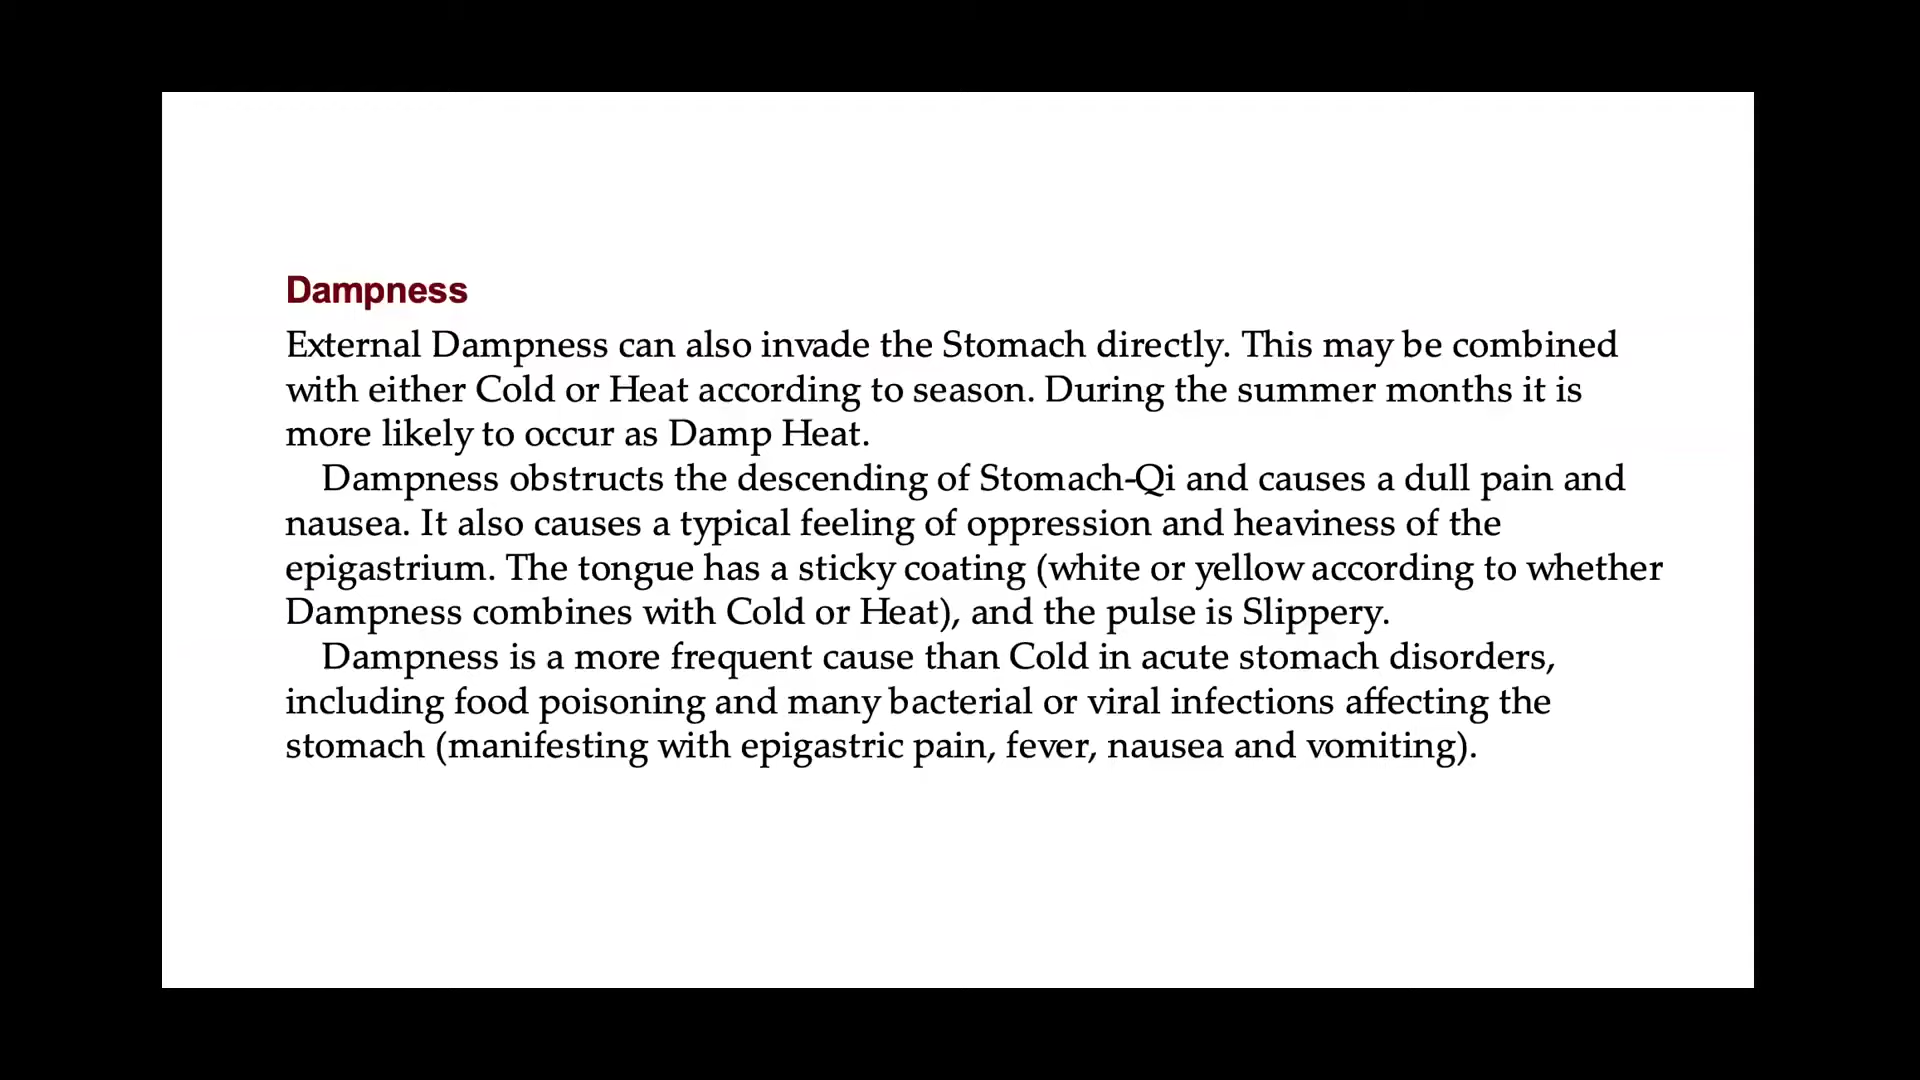 Dampness
External Dampness can also invade the Stomach directly. This may be combined
with either Cold or Heat according to season. During the summer months it is
more likely to occur as Damp Heat.
Dampness obstructs the descending of Stomach-Qi and causes a dull pain and
nausea. It also causes a typical feeling of oppression and heaviness of the
epigastrium. The tongue has a sticky coating (white or yellow according to whether
Dampness combines with Cold or Heat), and the pulse is Slippery.
Dampness is a more frequent cause than Cold in acute stomach disorders,
including food poisoning and many bacterial or viral infections affecting the
stomach (manifesting with epigastric pain, fever, nausea and vomiting).